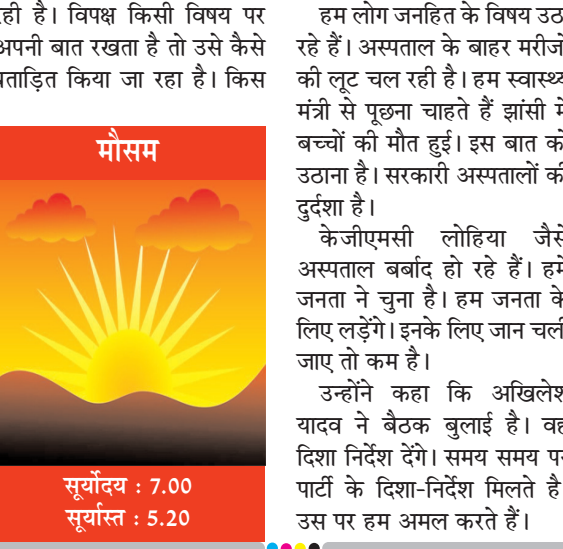 रही है। विपक्ष किसी विषय पर
अपनी बात रखता है तो उसे कैसे
प्रताड़ित किया जा रहा है। किस
मौसम
सूर्योदय : 7.00
सूर्यास्त : 5.20
हम लोग जनहित के विषय उठा
रहे हैं। अस्पताल के बाहर मरीजों
की लूट चल रही है। हम स्वास्थ्य
मंत्री से पूछना चाहते हैं झांसी में
बच्चों की मौत हुई। इस बात को
उठाना है। सरकारी अस्पतालों की
दुर्दशा है।
केजीएमसी लोहिया जैसे
अस्पताल बर्बाद हो रहे हैं। हमें
जनता ने चुना है। हम जनता के
लिए लड़ेंगे। इनके लिए जान चली
जाए तो कम है।
उन्होंने कहा कि अखिलेश
यादव ने बैठक बुलाई है। वह
दिशा निर्देश देंगे। समय समय पर
पार्टी के दिशा-निर्देश मिलते है
उस पर हम अमल करते हैं।